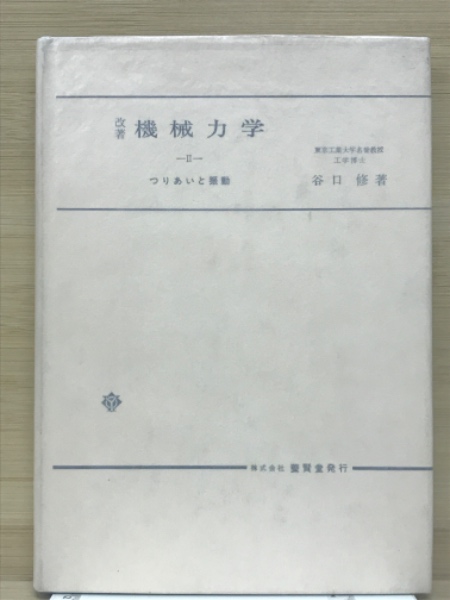 改著 機械力学
—II—
つりあいと振動
東京工業大学名誉教授
工学博士
谷口 修 著
株式会社 養賢堂発行